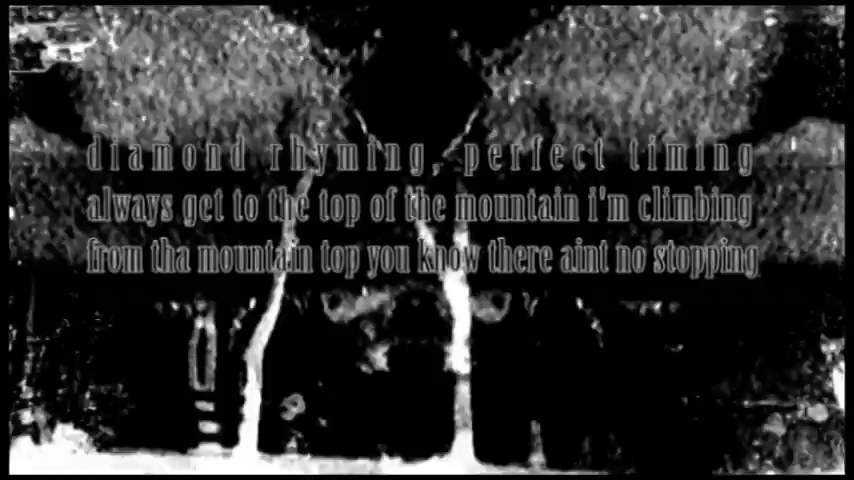 diamond rhyming, perfect timing
always get to the top of the mountain i'm climbing
from tha mountain top you know there aint no stopping